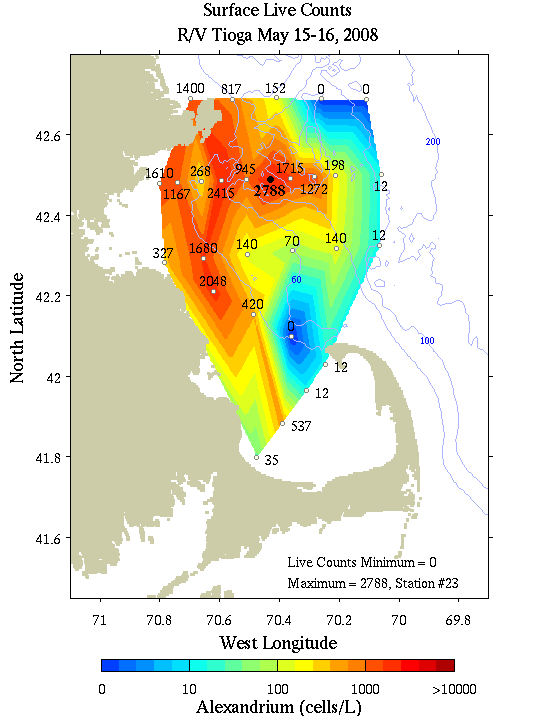 Surface Live Counts
R/V Tioga May 15-16, 2008
1400 817 152 0 0
42.6
200
1610 268 945 1715 198
1167 2415 2788 1272 12
42.4
327 1680 140 70 140 12
2048 60
42.2
420
0
100
42
12
12
537
41.8
35
41.6
Live Counts Minimum = 0
Maximum = 2788, Station #23
North Latitude
71 70.8 70.6 70.4 70.2 70 69.8
West Longitude
0 10 100 1000 >10000
Alexandrium (cells/L)